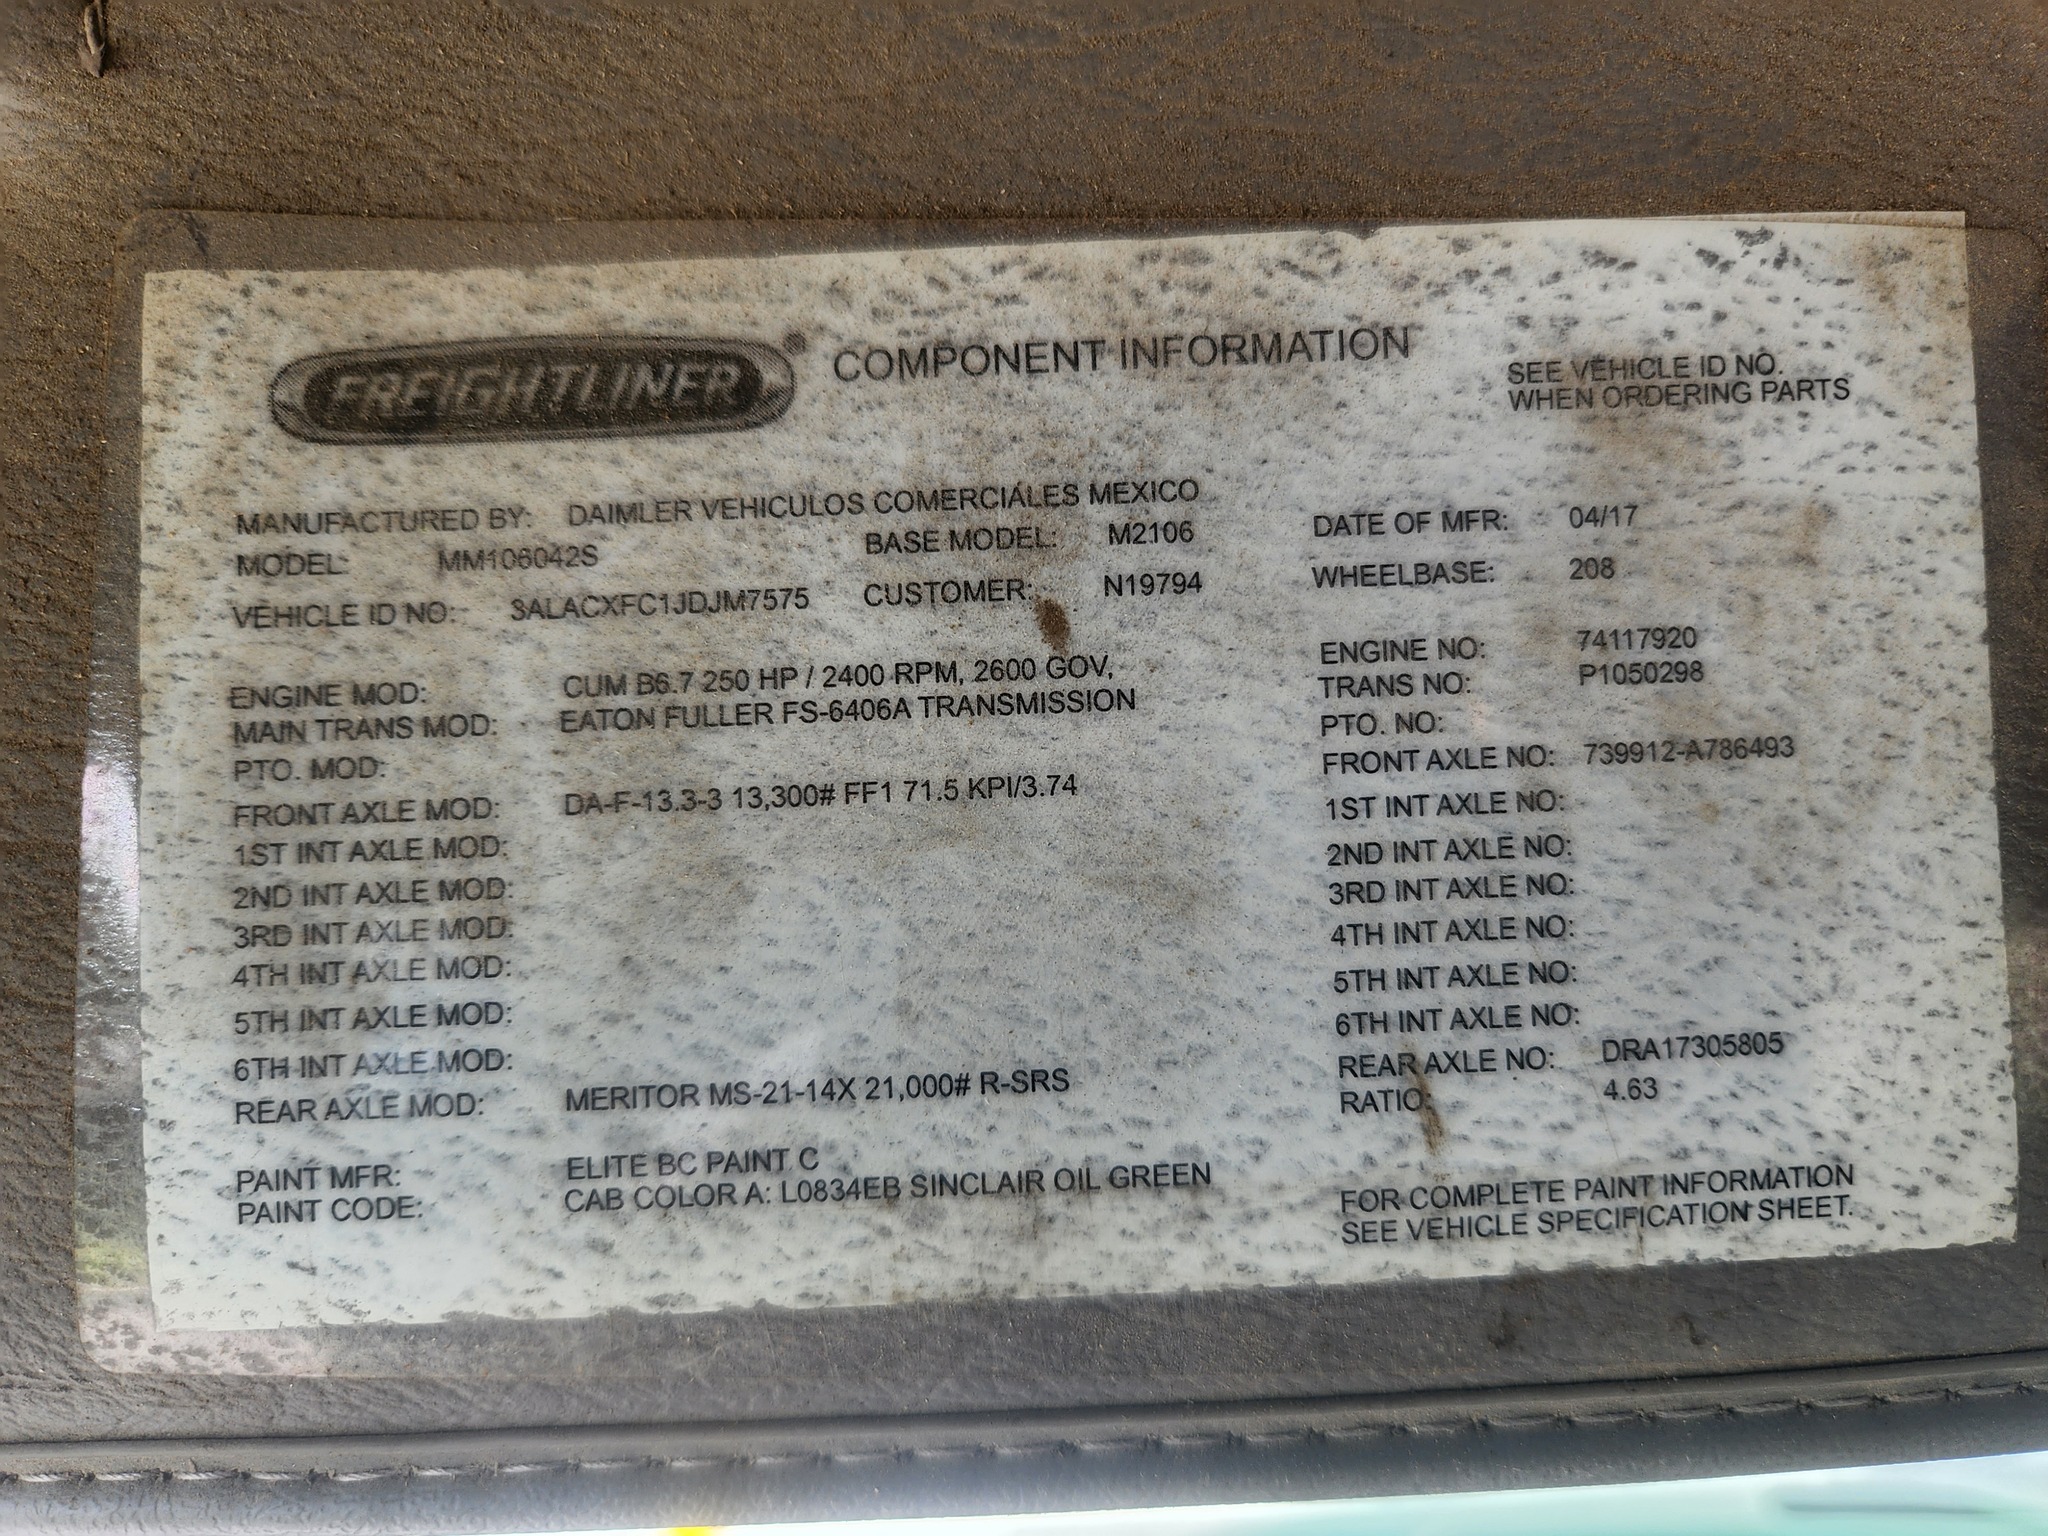 FREIGHTLINER® COMPONENT INFORMATION
SEE VEHICLE ID NO.
WHEN ORDERING PARTS
MANUFACTURED BY: DAIMLER VEHICULOS COMERCIALES MEXICO
DATE OF MFR: 04/17
MODEL: MM106042S BASE MODEL: M2106
WHEELBASE: 208
VEHICLE ID NO: 3ALACXFC1JDJM7575 CUSTOMER: N19794
ENGINE MOD: CUM B6.7 250 HP / 2400 RPM, 2600 GOV,
ENGINE NO: 74117920
MAIN TRANS MOD: EATON FULLER FS-6406A TRANSMISSION
TRANS NO: P1050298
PTO. MOD:
PTO. NO:
FRONT AXLE MOD: DA-F-13.3-3 13,300# FF1 71.5 KPI/3.74
FRONT AXLE NO: 739912-A786493
1ST INT AXLE MOD:
1ST INT AXLE NO:
2ND INT AXLE MOD:
2ND INT AXLE NO:
3RD INT AXLE MOD:
3RD INT AXLE NO:
4TH INT AXLE MOD:
4TH INT AXLE NO:
5TH INT AXLE MOD:
5TH INT AXLE NO:
6TH INT AXLE MOD:
6TH INT AXLE NO:
REAR AXLE MOD: MERITOR MS-21-14X 21,000# R-SRS
REAR AXLE NO: DRA17305805
RATIO: 4.63
PAINT MFR: ELITE BC PAINT C
PAINT CODE: CAB COLOR A: L0834EB SINCLAIR OIL GREEN
FOR COMPLETE PAINT INFORMATION
SEE VEHICLE SPECIFICATION SHEET.